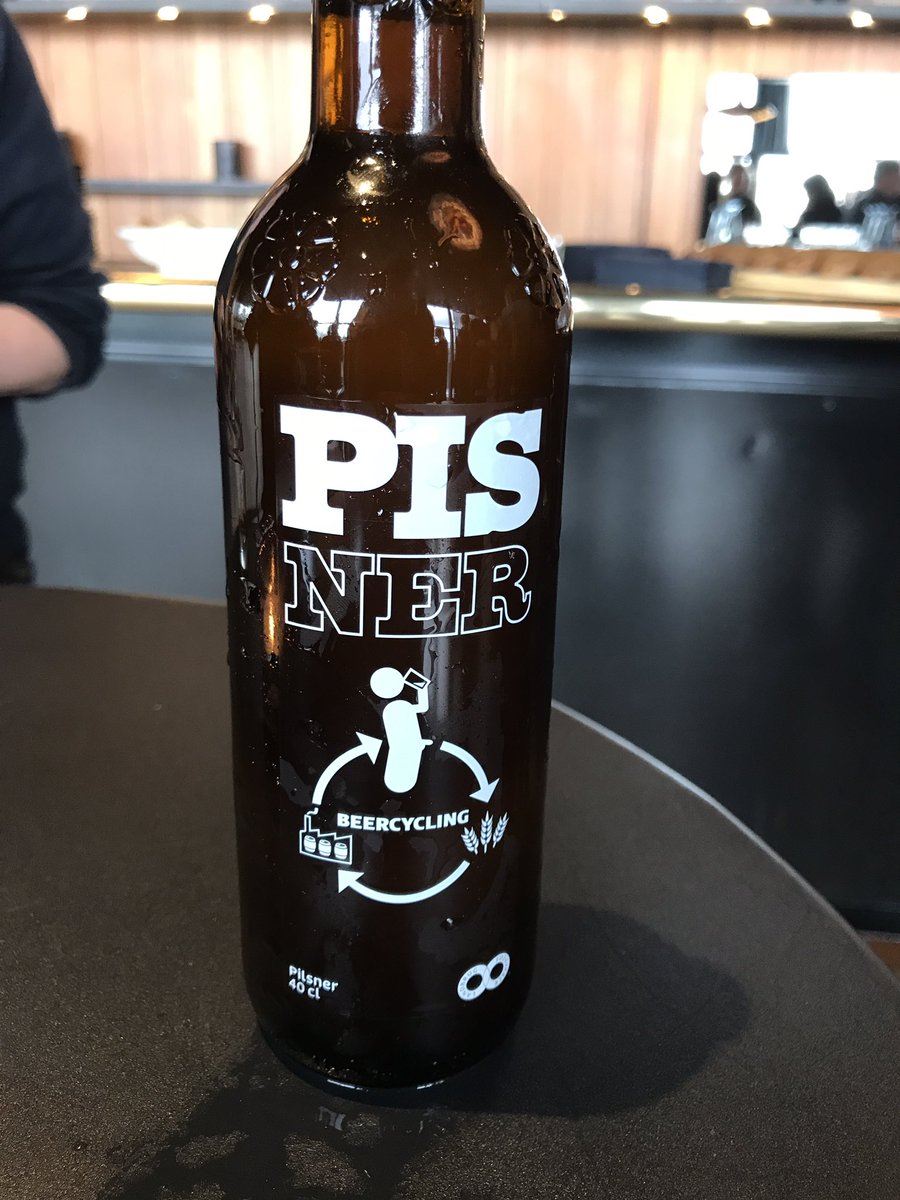 PIS
NER
BEERCYCLING
Pilsner
40 cl